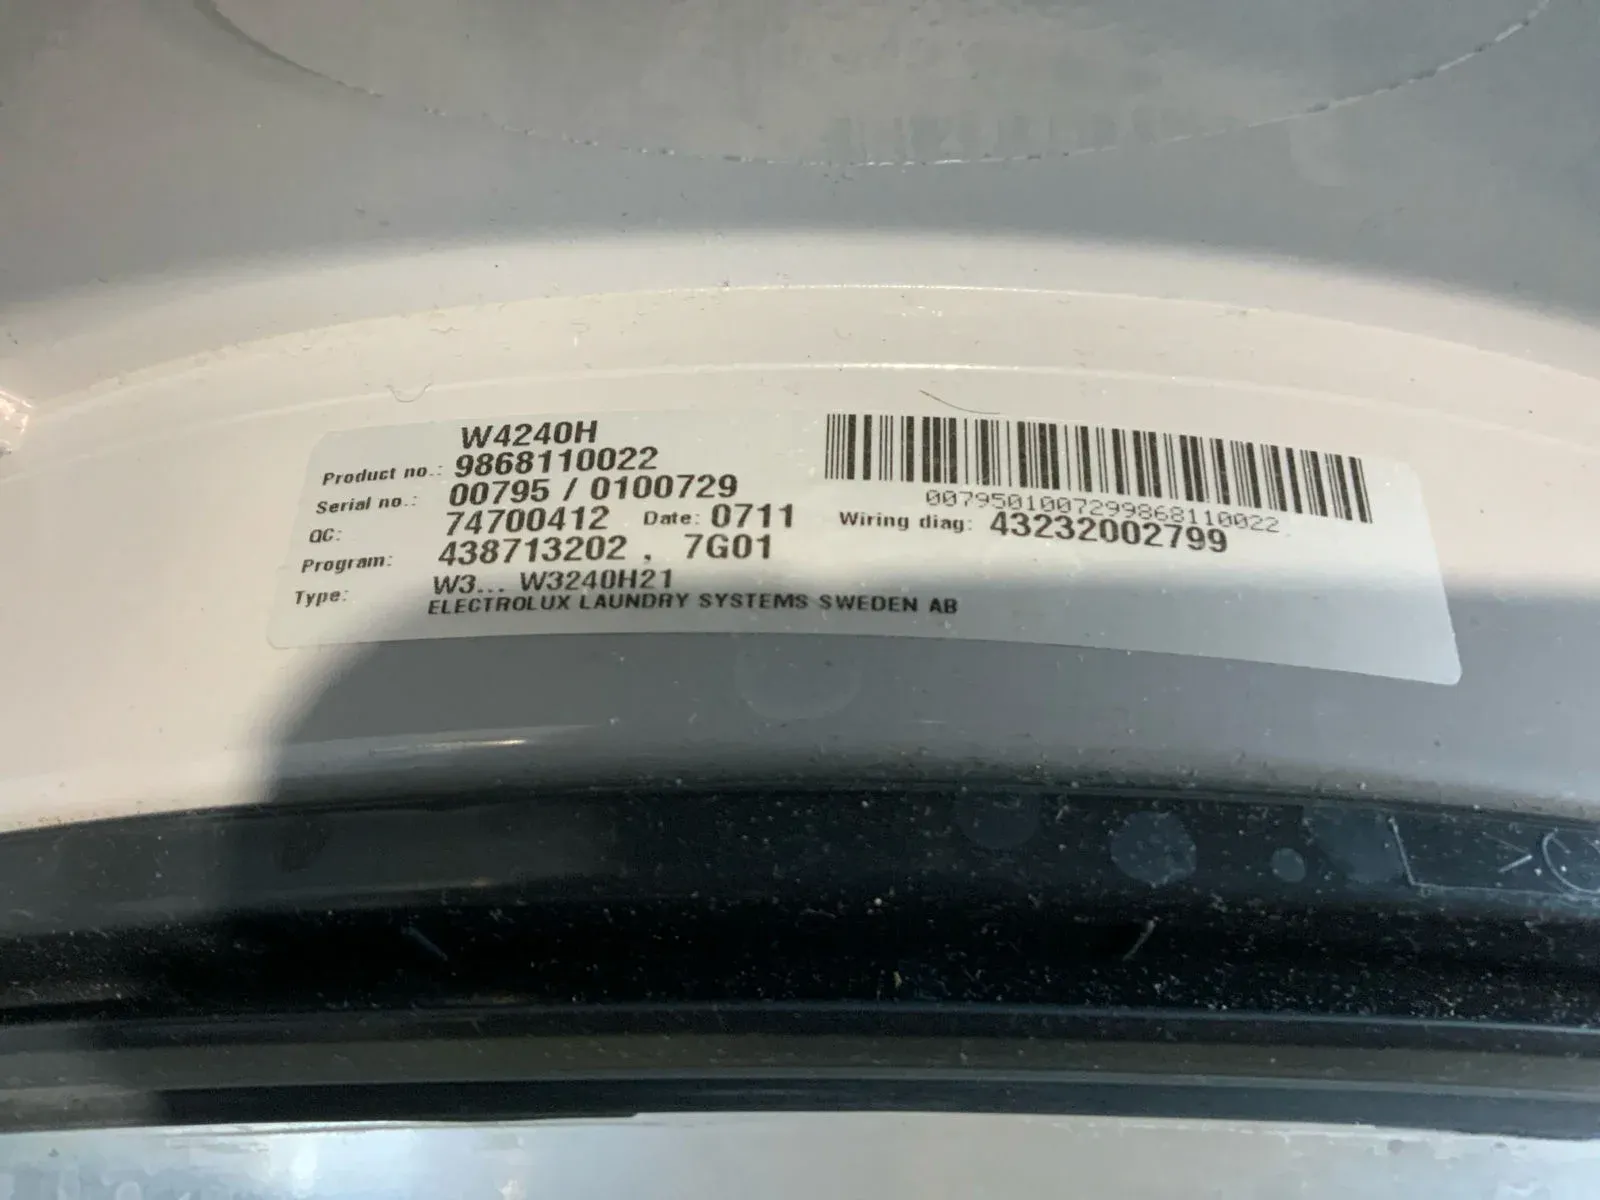 W4240H
Product no.: 9868110022
Serial no.: 00795 / 0100729
QC: 74700412 Date: 0711
Program: 438713202 , 7G01
Type: W3... W3240H21
ELECTROLUX LAUNDRY SYSTEMS SWEDEN AB
0079501007299868110022
Wiring diag: 43232002799